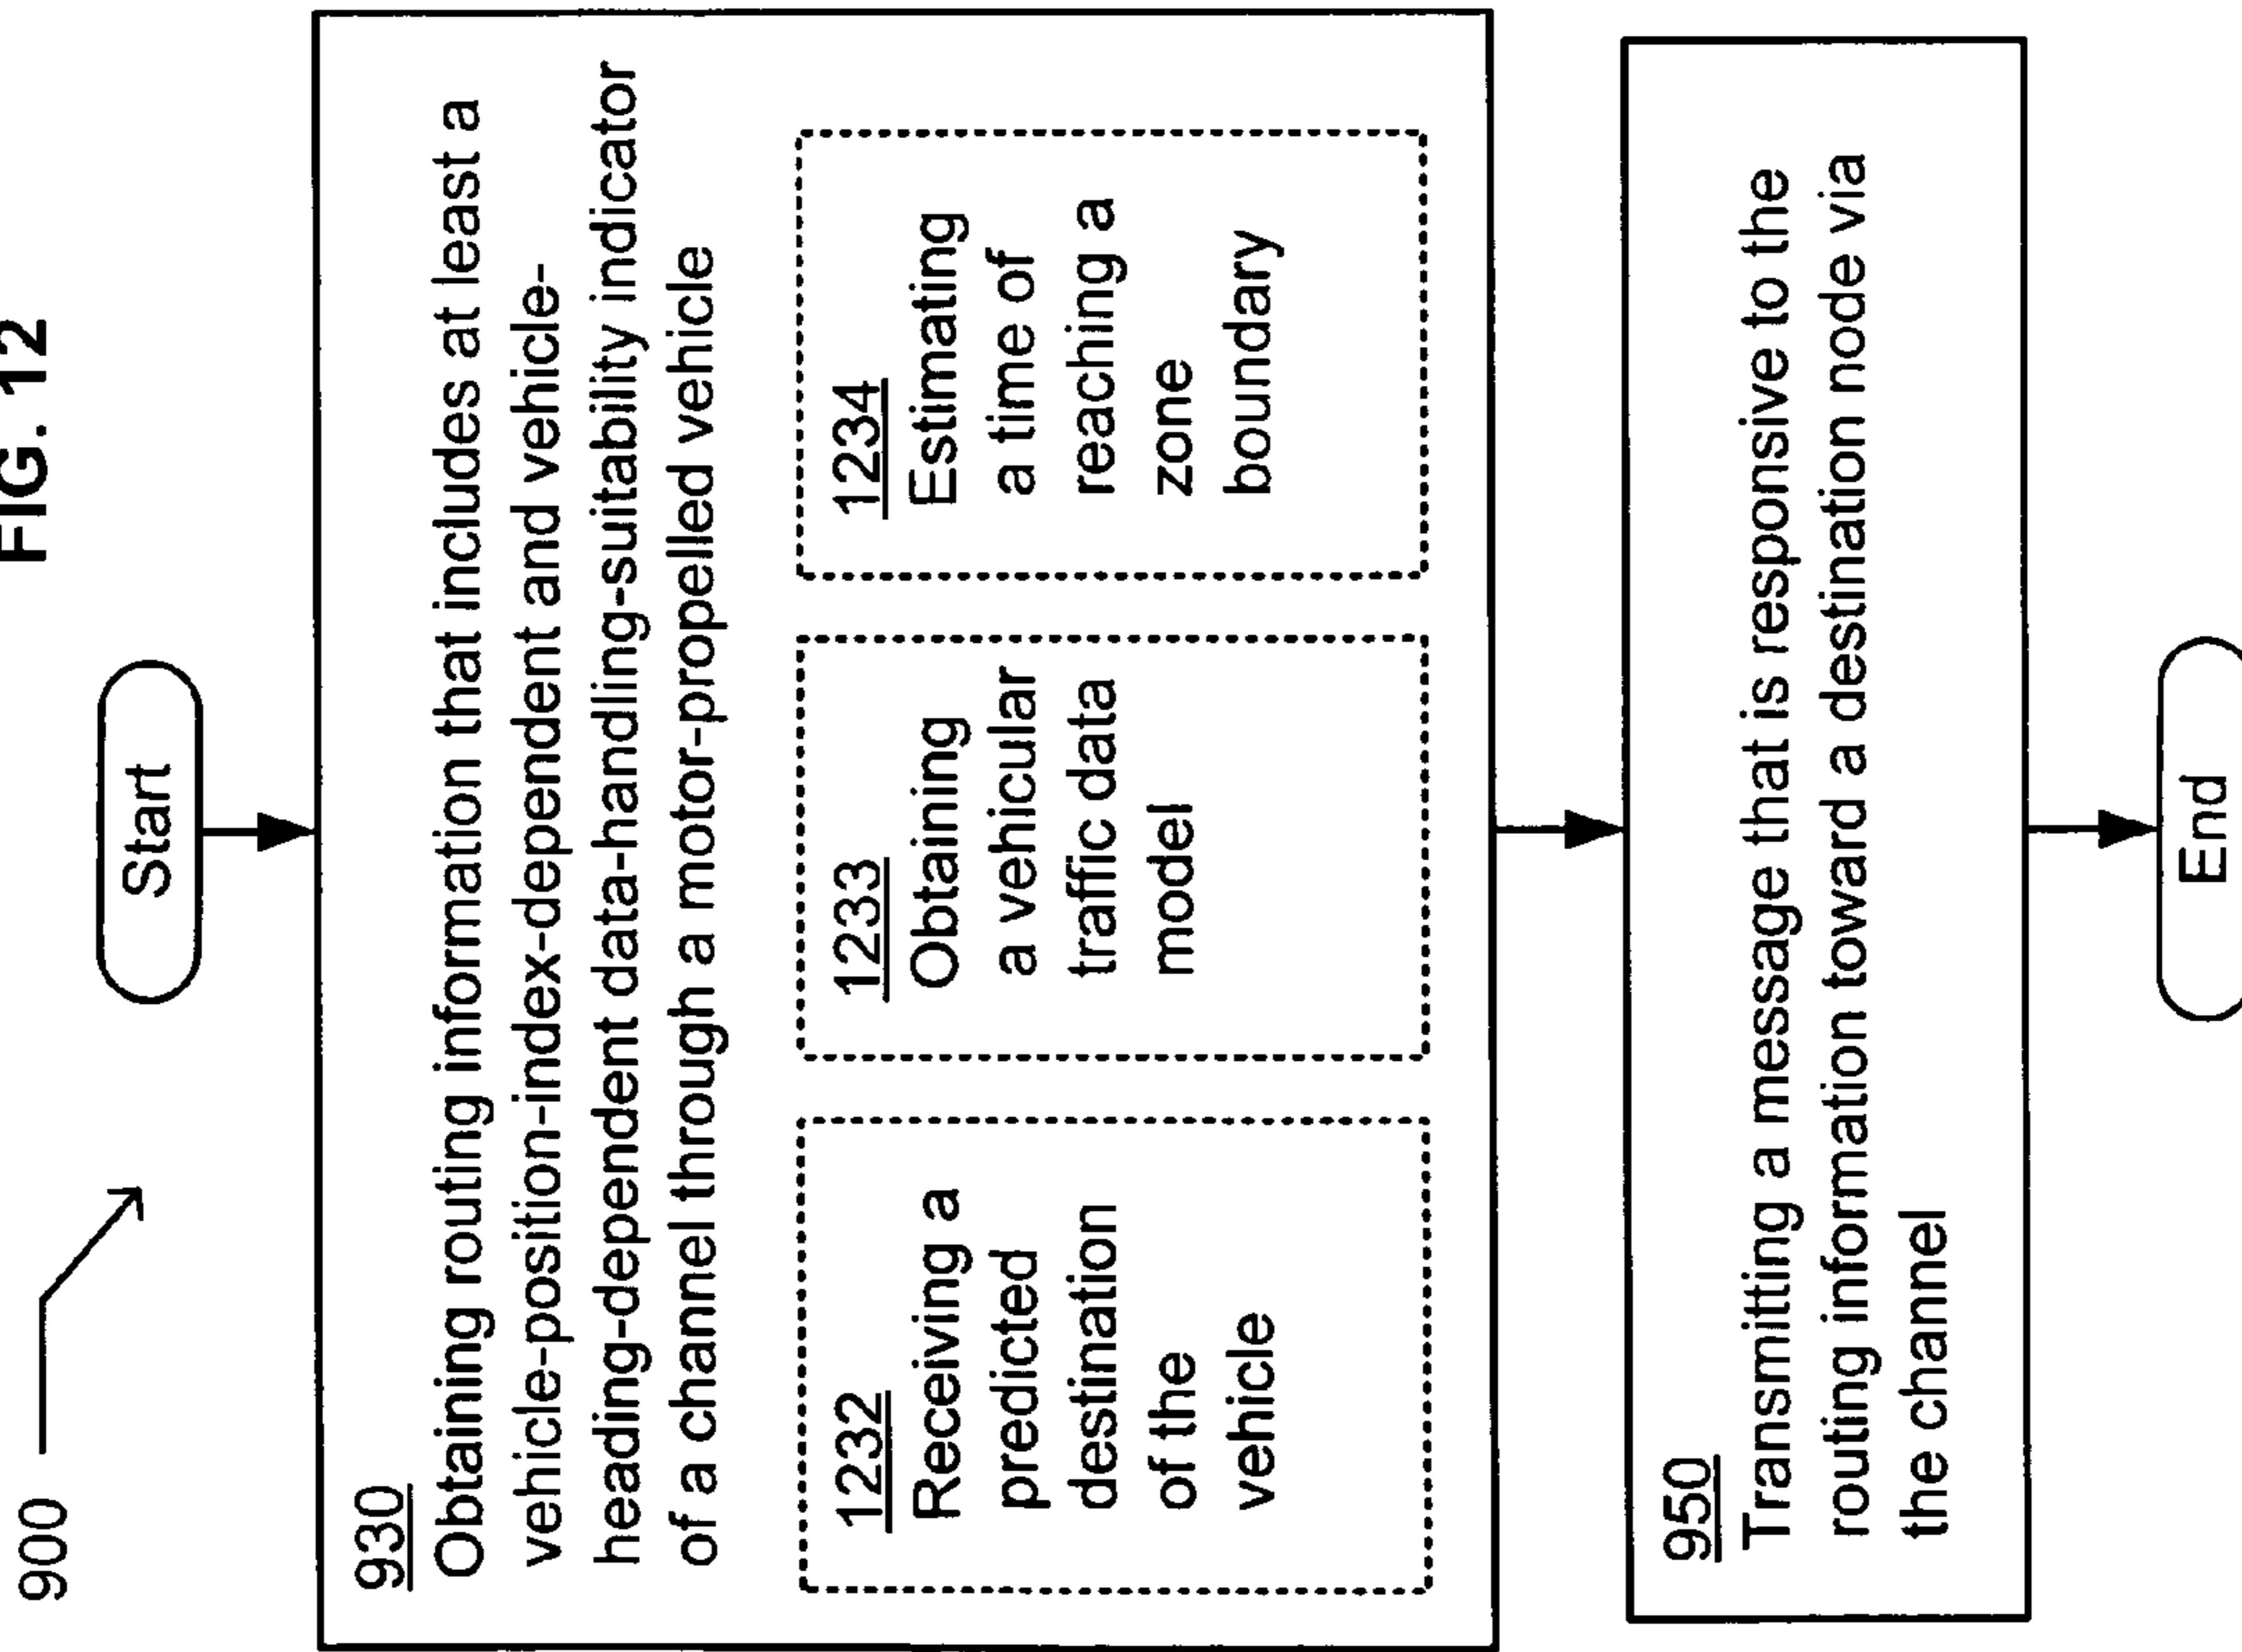 FIG. 12
900
Start
930
Obtaining routing information that includes at least a
vehicle-position-index-dependent and vehicle-
heading-dependent data-handling-suitability indicator
of a channel through a motor-propelled vehicle
1232
Receiving a
predicted
destination
of the
vehicle
1233
Obtaining
a vehicular
traffic data
model
1234
Estimating
a time of
reaching a
zone
boundary
950
Transmitting a message that is responsive to the
routing information toward a destination node via
the channel
End